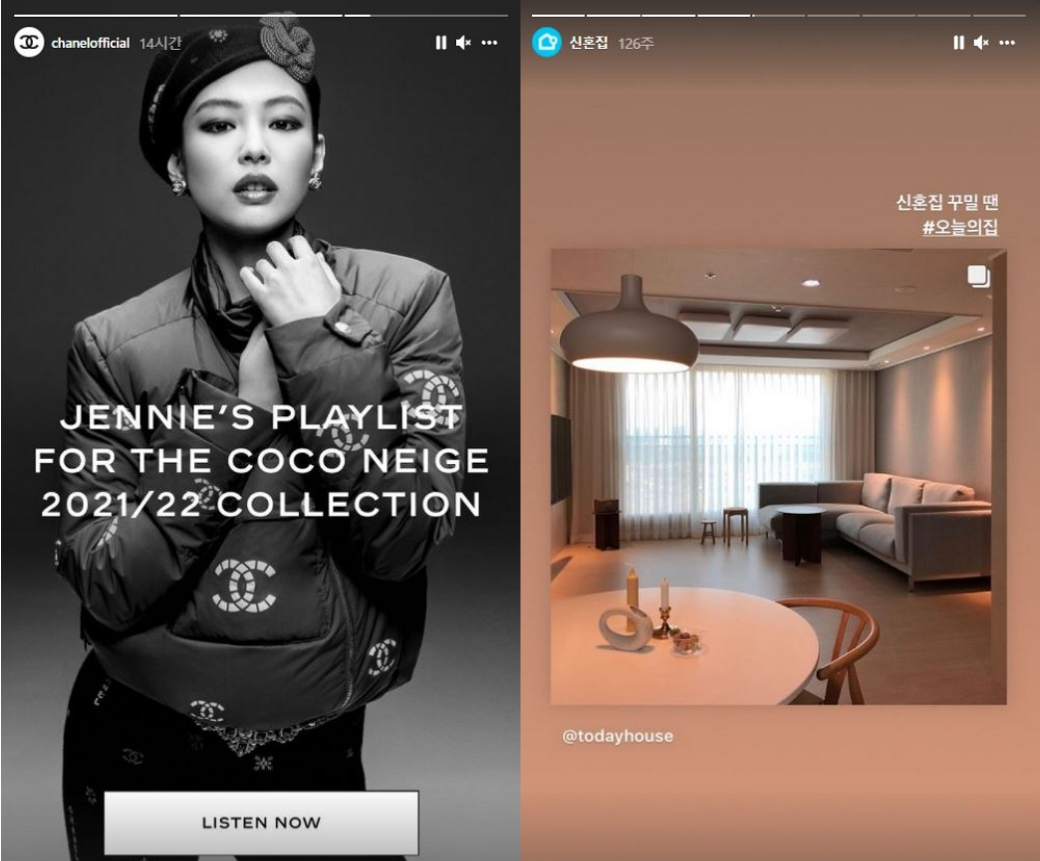 chanelofficial 14시간
JENNIE'S PLAYLIST
FOR THE COCO NEIGE
2021/22 COLLECTION
LISTEN NOW
신혼집 126주
신혼집 꾸밀 땐
#오늘의집
@todayhouse